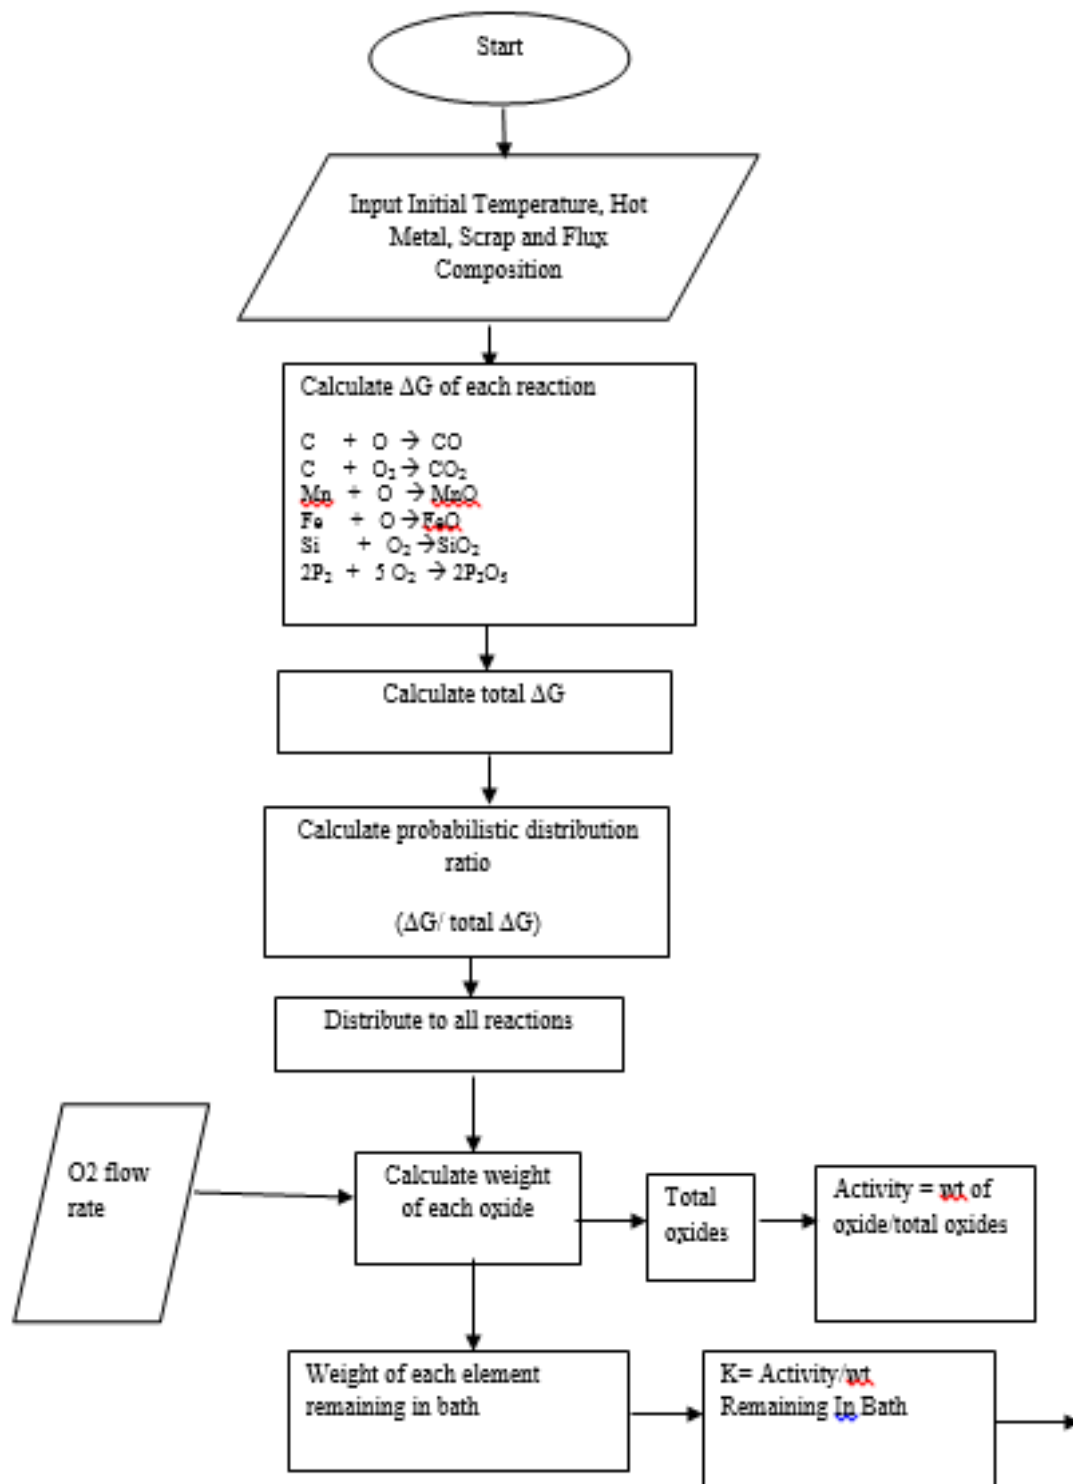 Start
Input Initial Temperature, Hot
Metal, Scrap and Flux
Composition
Calculate ΔG of each reaction
C + O → CO
C + O₂ → CO₂
Mn + O → MnO
Fe + O → FeO
Si + O₂ → SiO₂
2P₂ + 5 O₂ → 2P₂O₅
Calculate total ΔG
Calculate probabilistic distribution
ratio
(ΔG/ total ΔG)
Distribute to all reactions
O2 flow
rate
Calculate weight
of each oxide
Total
oxides
Activity = wt of
oxide/total oxides
Weight of each element
remaining in bath
K= Activity/wt
Remaining In Bath